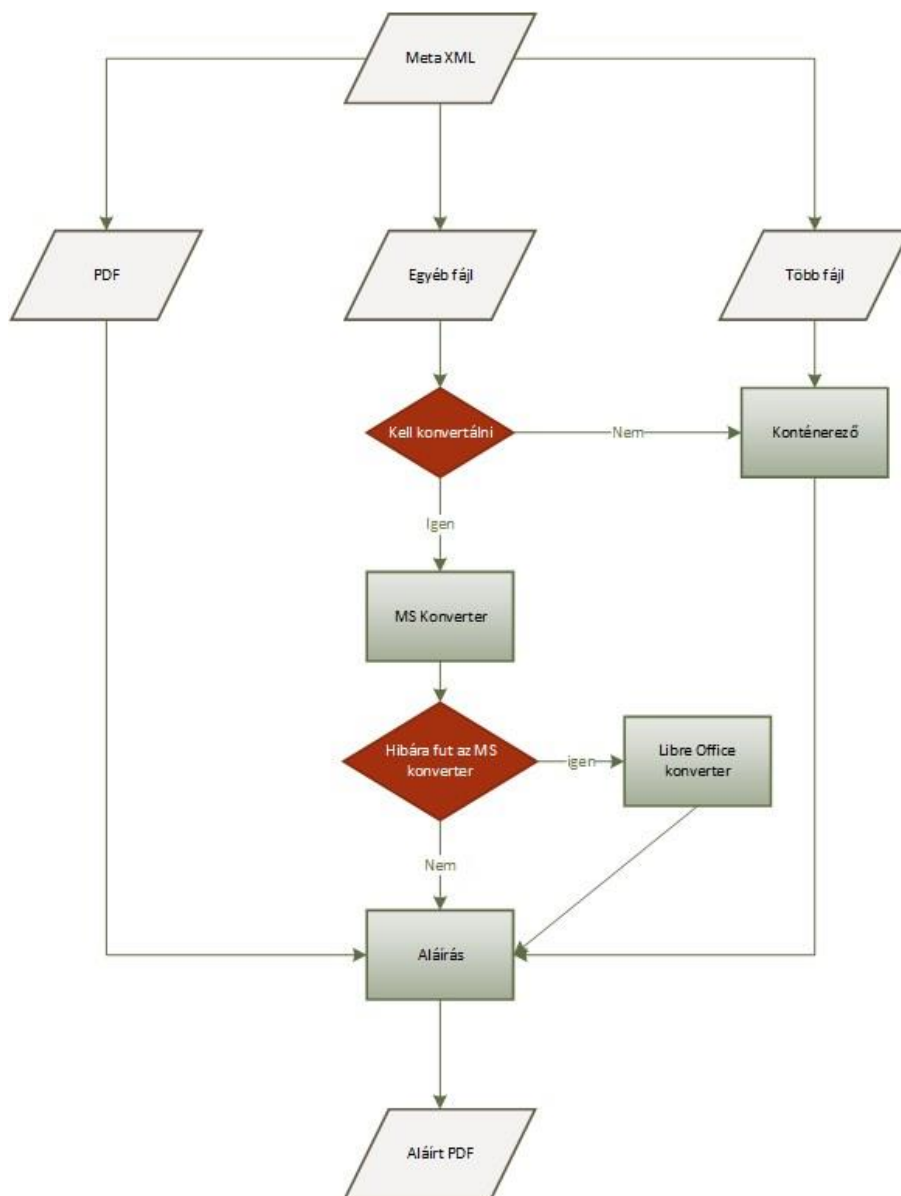 Meta XML
PDF
Egyéb fájl
Több fájl
Kell konvertálni
Nem
Konténerező
Igen
MS Konverter
Hibára fut az MS
konverter
igen
Libre Office
konverter
Nem
Aláírás
Aláírt PDF